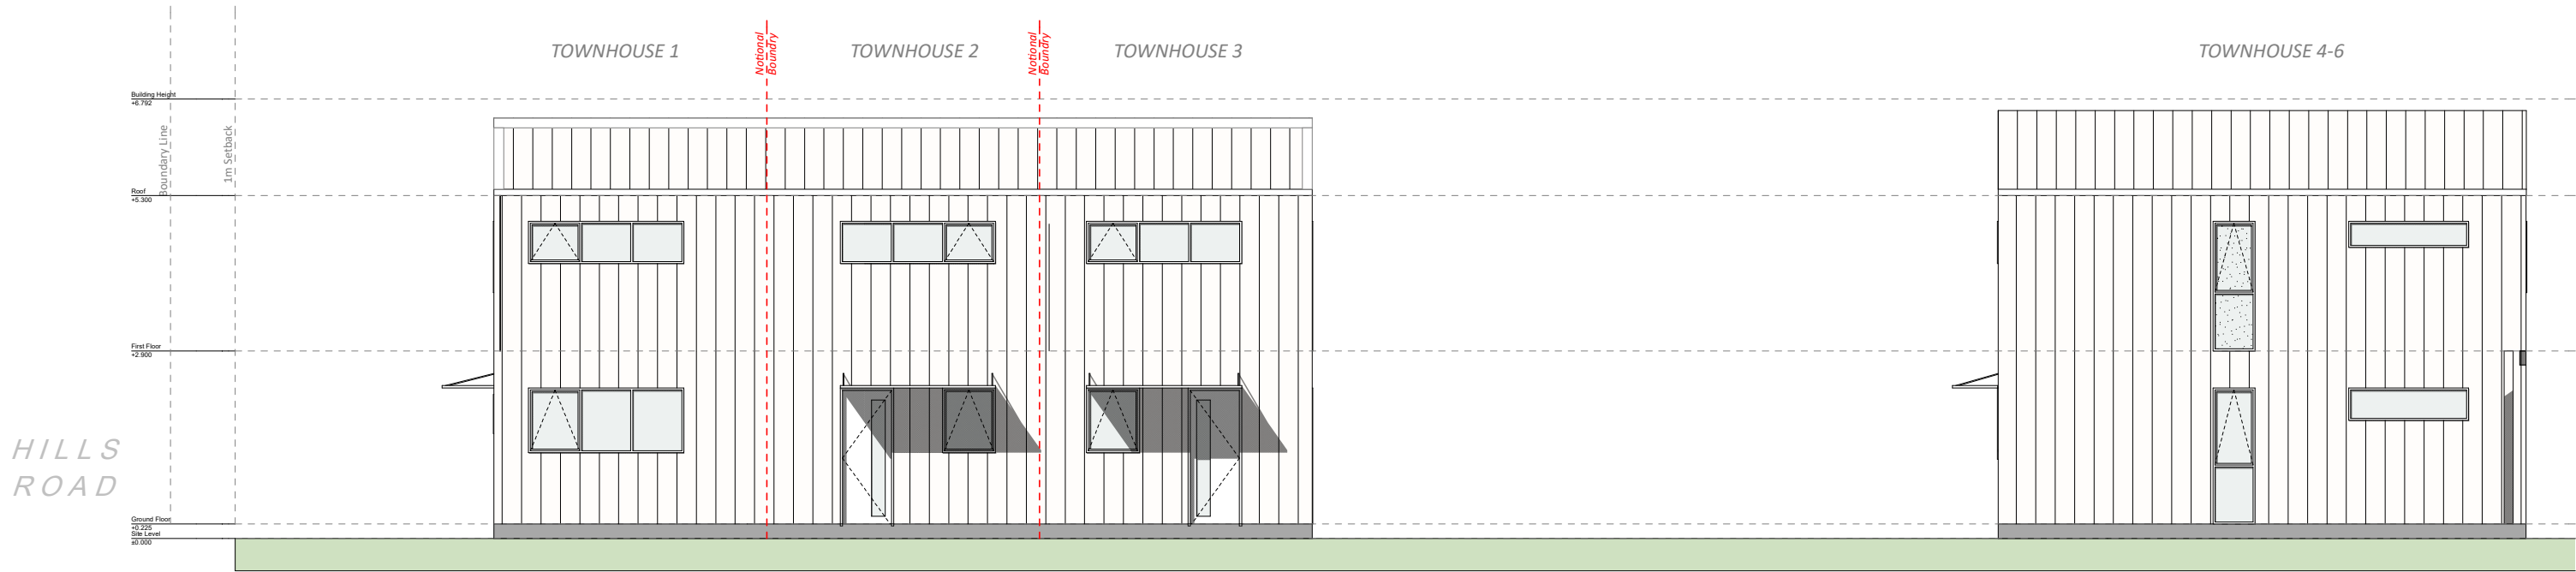 TOWNHOUSE 1
TOWNHOUSE 2
TOWNHOUSE 3
TOWNHOUSE 4-6
Notional
Boundry
Notional
Boundry
Building Height
+6.792
Boundary Line
1m Setback
Roof
+5.300
First Floor
+2.900
HILLS
ROAD
Ground Floor
+0.225
Site Level
±0.000